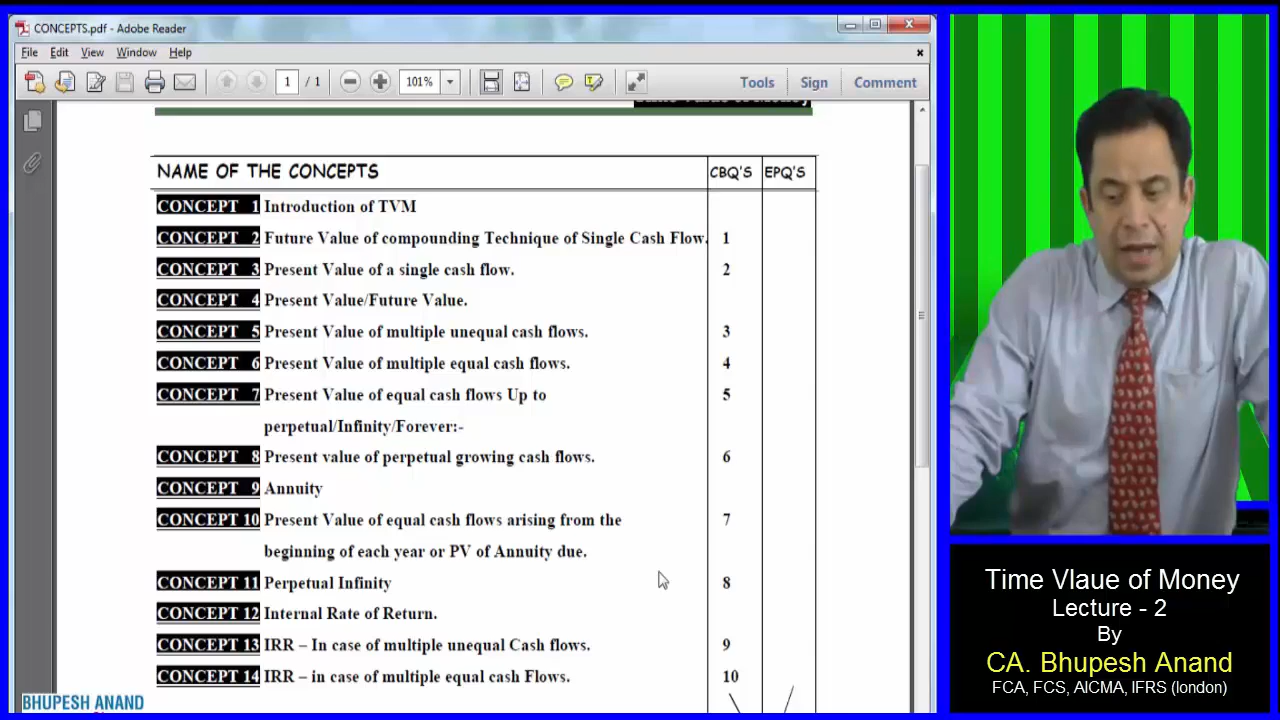 CONCEPTS.pdf - Adobe Reader
File Edit View Window Help
1 / 1 101% Tools Sign Comment
Time Value of Money
NAME OF THE CONCEPTS CBQ'S EPQ'S
CONCEPT 1 Introduction of TVM
CONCEPT 2 Future Value of compounding Technique of Single Cash Flow. 1
CONCEPT 3 Present Value of a single cash flow. 2
CONCEPT 4 Present Value/Future Value.
CONCEPT 5 Present Value of multiple unequal cash flows. 3
CONCEPT 6 Present Value of multiple equal cash flows. 4
CONCEPT 7 Present Value of equal cash flows Up to 5
perpetual/Infinity/Forever:-
CONCEPT 8 Present value of perpetual growing cash flows. 6
CONCEPT 9 Annuity
CONCEPT 10 Present Value of equal cash flows arising from the 7
beginning of each year or PV of Annuity due.
CONCEPT 11 Perpetual Infinity 8
CONCEPT 12 Internal Rate of Return.
CONCEPT 13 IRR – In case of multiple unequal Cash flows. 9
CONCEPT 14 IRR – in case of multiple equal cash Flows. 10
BHUPESH ANAND
Time Vlaue of Money
Lecture - 2
By
CA. Bhupesh Anand
FCA, FCS, AICMA, IFRS (london)